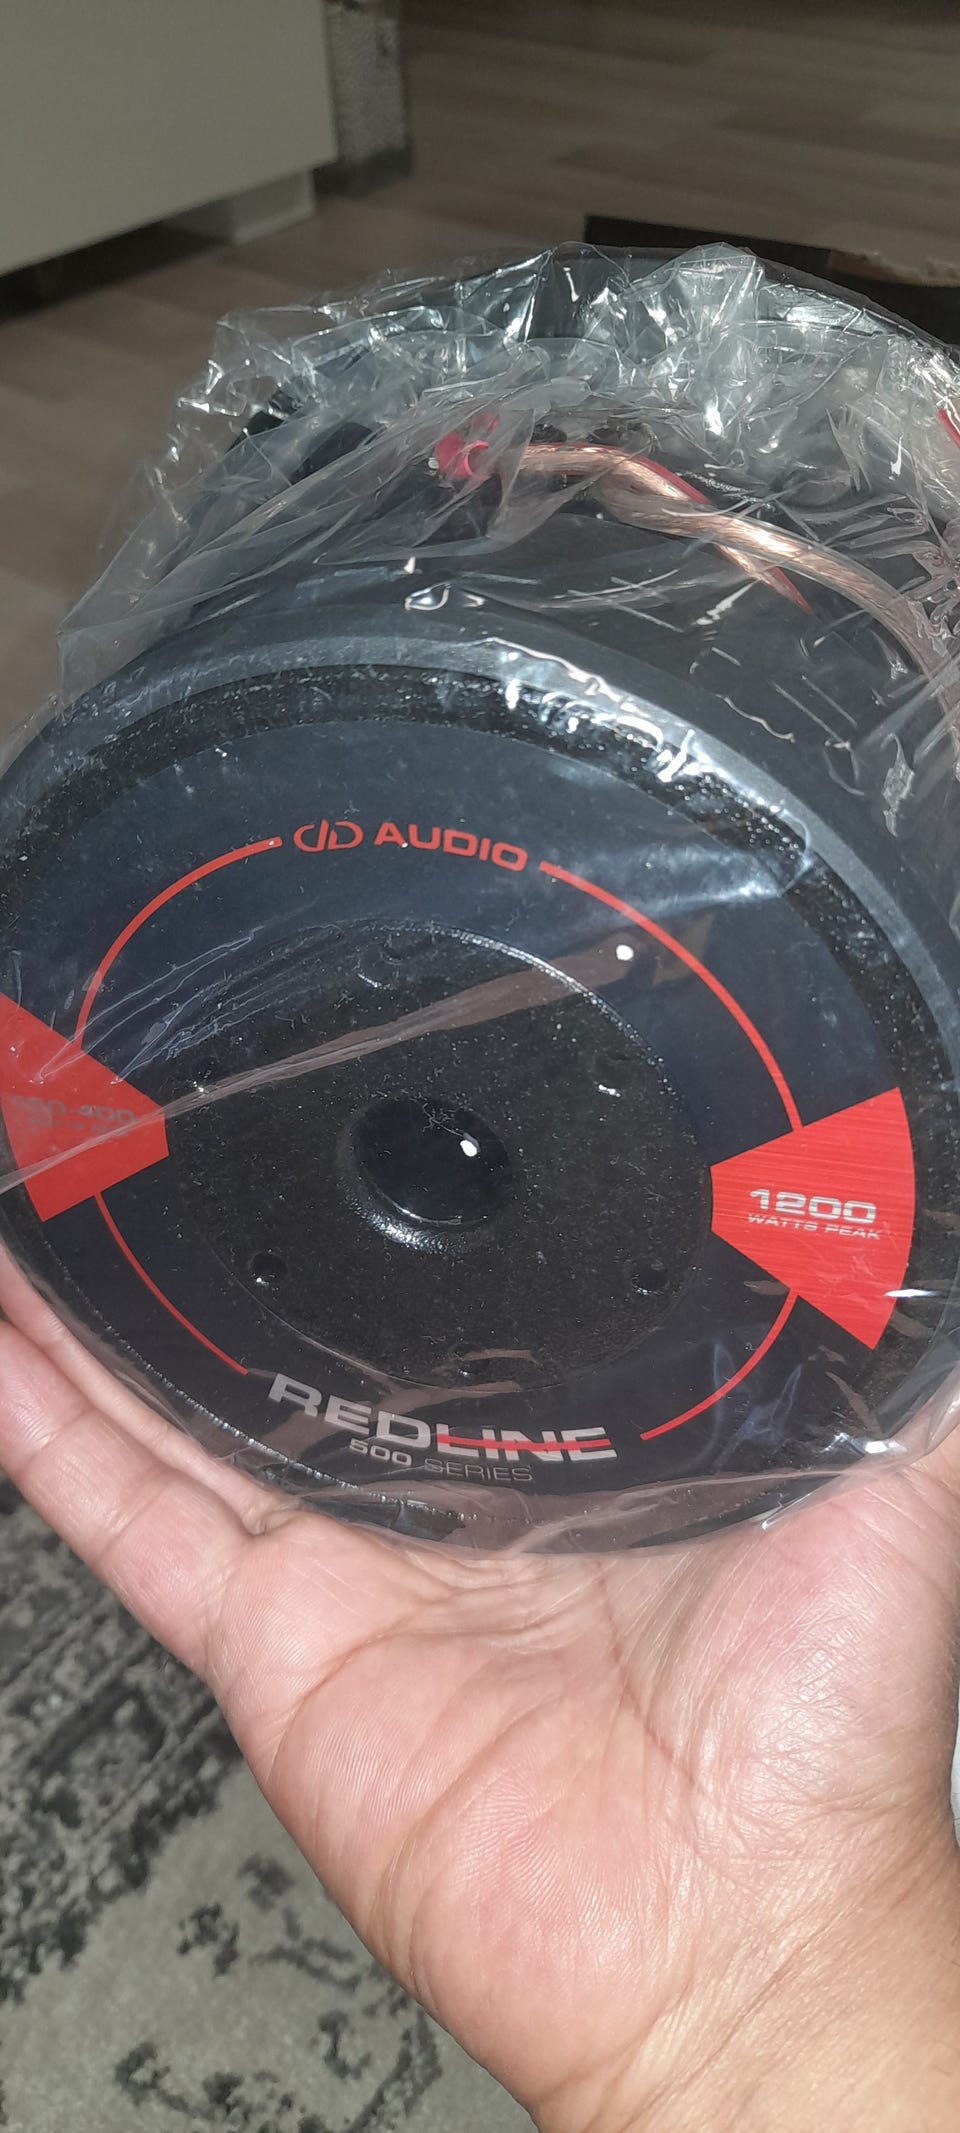 dD AUDIO
1200
WATTS PEAK
REDLINE
500 SERIES